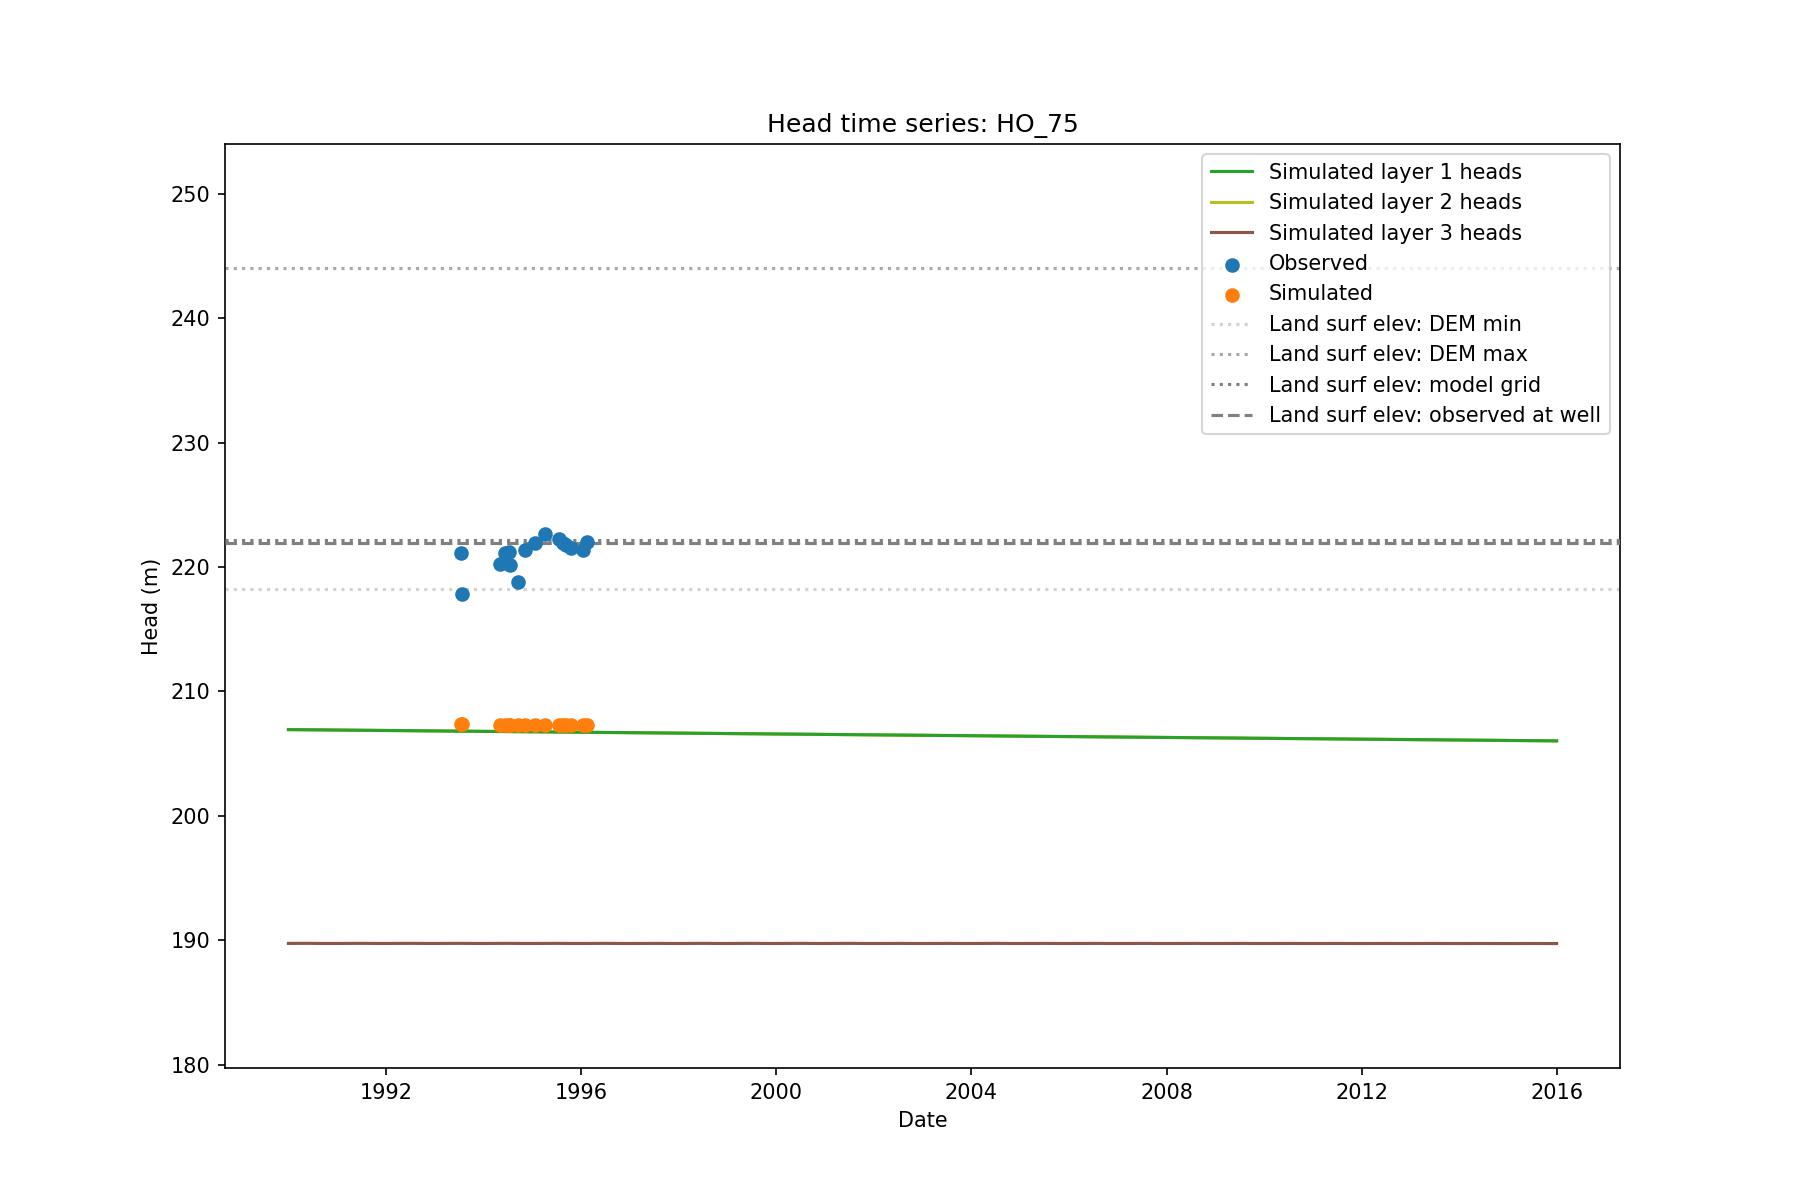 Head time series: HO_75
250
240
230
220
210
200
190
180
Head (m)
1992
1996
2000
2004
2008
2012
2016
Date
Simulated layer 1 heads
Simulated layer 2 heads
Simulated layer 3 heads
Observed
Simulated
Land surf elev: DEM min
Land surf elev: DEM max
Land surf elev: model grid
Land surf elev: observed at well